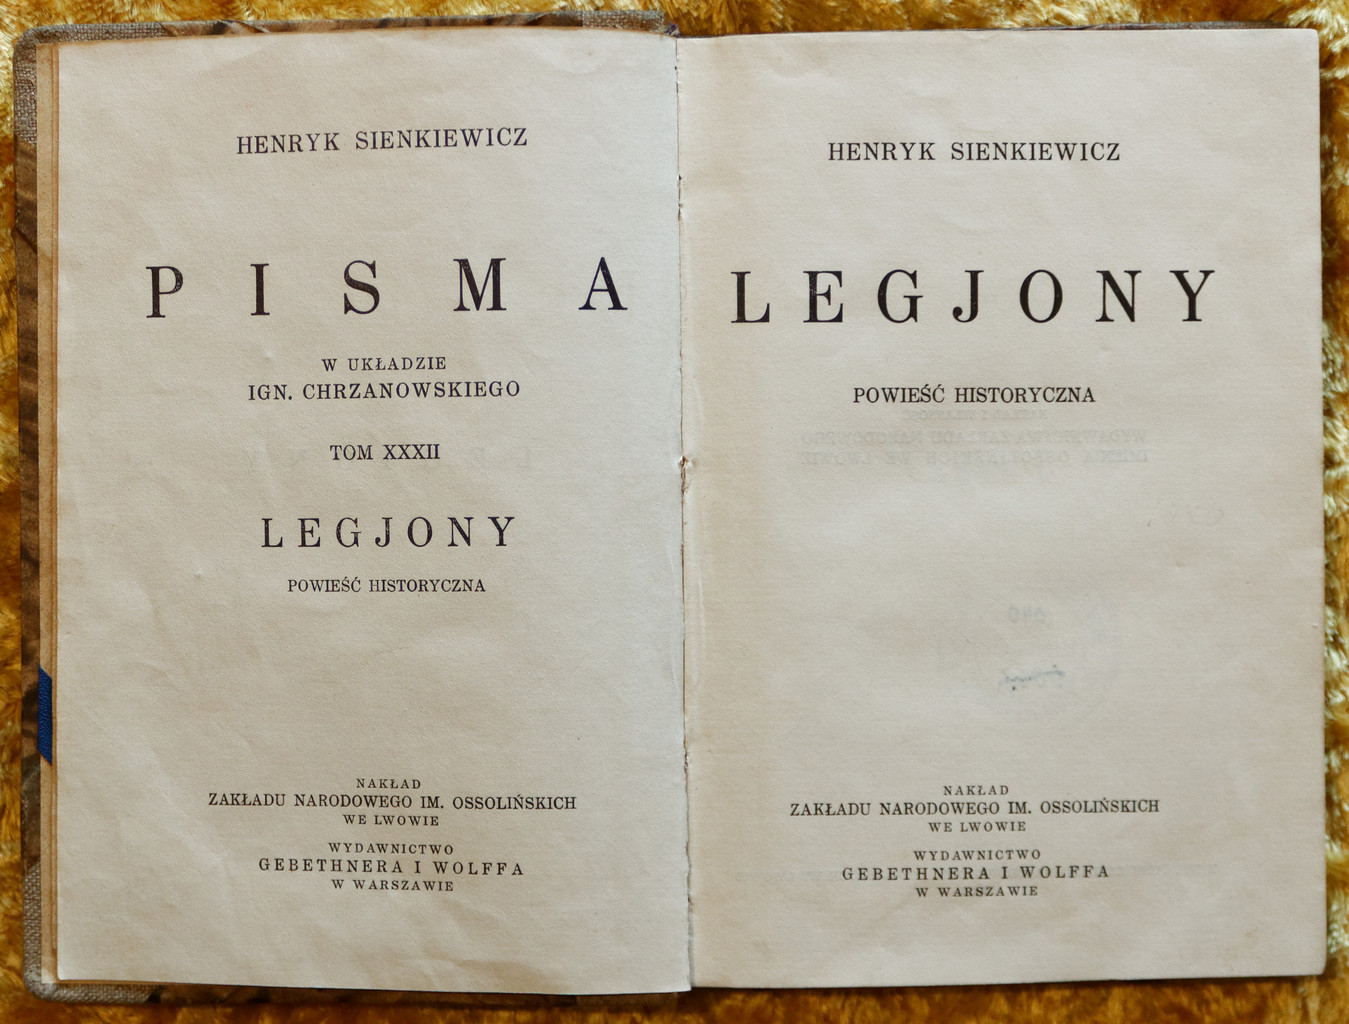 HENRYK SIENKIEWICZ
PISMA
W UKŁADZIE
IGN. CHRZANOWSKIEGO
TOM XXXII
LEGJONY
POWIEŚĆ HISTORYCZNA
NAKŁAD
ZAKŁADU NARODOWEGO IM. OSSOLIŃSKICH
WE LWOWIE
WYDAWNICTWO
GEBETHNERA I WOLFFA
W WARSZAWIE
HENRYK SIENKIEWICZ
LEGJONY
POWIEŚĆ HISTORYCZNA
NAKŁAD
ZAKŁADU NARODOWEGO IM. OSSOLIŃSKICH
WE LWOWIE
WYDAWNICTWO
GEBETHNERA I WOLFFA
W WARSZAWIE